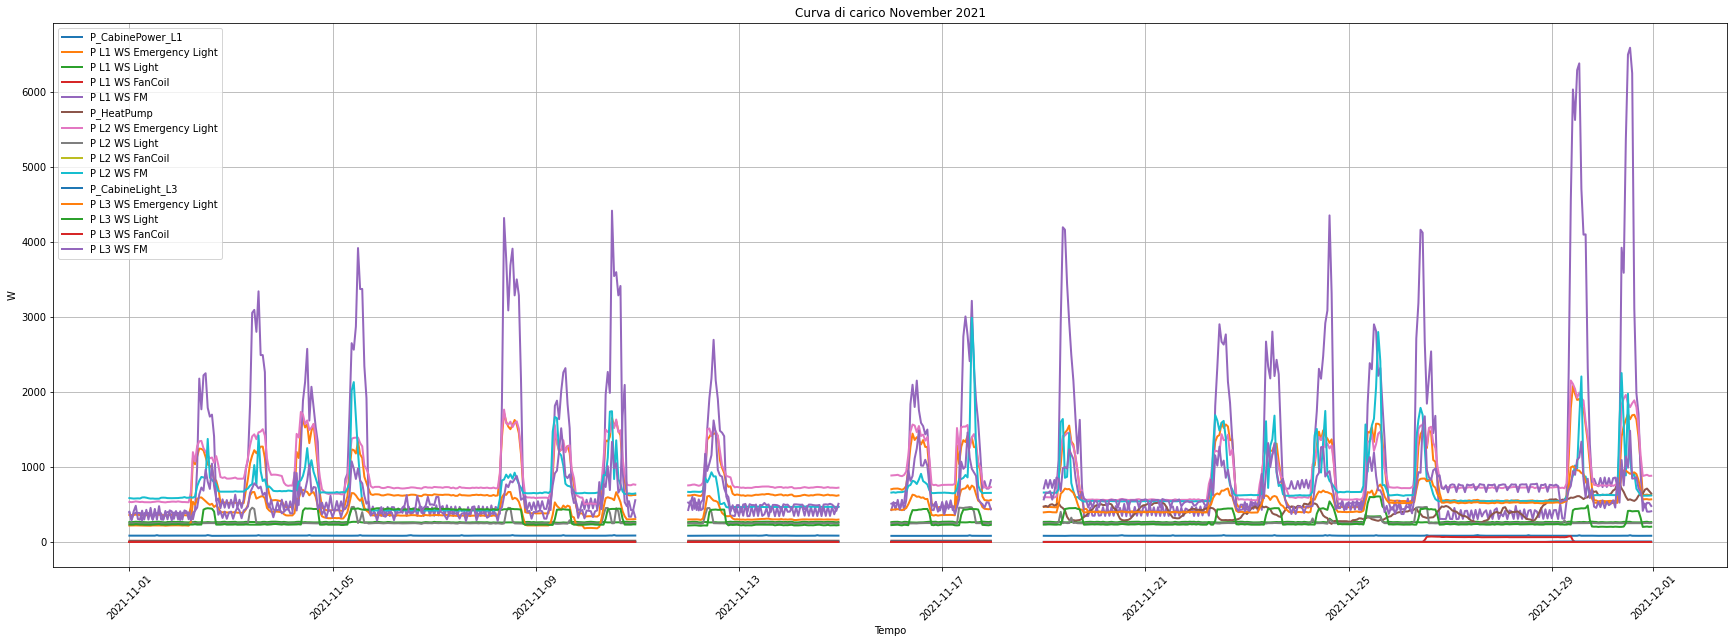 Curva di carico November 2021
P_CabinePower_L1
P L1 WS Emergency Light
P L1 WS Light
P L1 WS FanCoil
P L1 WS FM
P_HeatPump
P L2 WS Emergency Light
P L2 WS Light
P L2 WS FanCoil
P L2 WS FM
P_CabineLight_L3
P L3 WS Emergency Light
P L3 WS Light
P L3 WS FanCoil
P L3 WS FM
6000
5000
4000
3000
2000
1000
0
W
2021-11-01
2021-11-05
2021-11-09
2021-11-13
2021-11-17
2021-11-21
2021-11-25
2021-11-29
2021-12-01
Tempo